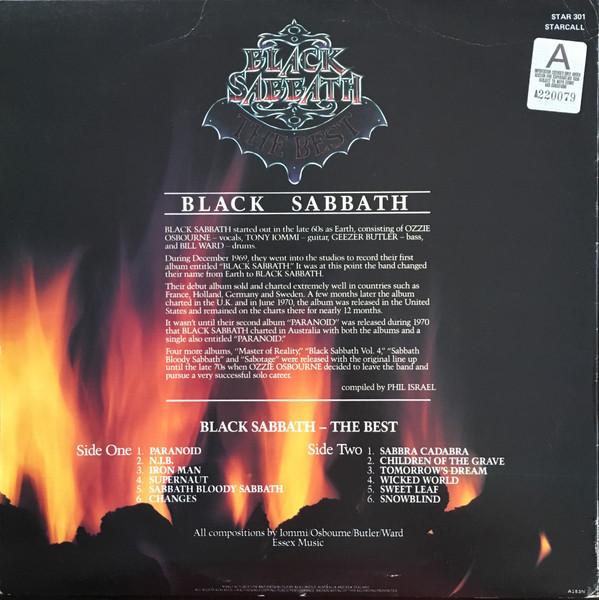 STAR 301
STARCALL
A
A220079
BLACK
SABBATH
THE BEST
BLACK SABBATH
BLACK SABBATH started out in the late 60s as Earth, consisting of OZZIE
OSBOURNE – vocals, TONY IOMMI – guitar, GEEZER BUTLER – bass,
and BILL WARD – drums.
During December 1969, they went into the studios to record their first
album entitled “BLACK SABBATH.” It was at this point the band changed
their name from Earth to BLACK SABBATH.
Their debut album sold and charted extremely well in countries such as
France, Holland, Germany and Sweden. A few months later the album
charted in the U.K. and in June 1970, the album was released in the United
States and remained on the charts there for nearly 12 months.
It wasn't until their second album “PARANOID” was released during 1970
that BLACK SABBATH charted in Australia with both the albums and a
single also entitled “PARANOID.”
Four more albums, “Master of Reality,” “Black Sabbath Vol. 4,” “Sabbath
Bloody Sabbath” and “Sabotage” were released with the original line up
until the late 70s when OZZIE OSBOURNE decided to leave the band and
pursue a very successful solo career.
compiled by PHIL ISRAEL
BLACK SABBATH – THE BEST
Side One 1. PARANOID
2. N.I.B.
3. IRON MAN
4. SUPERNAUT
5. SABBATH BLOODY SABBATH
6. CHANGES
Side Two 1. SABBRA CADABRA
2. CHILDREN OF THE GRAVE
3. TOMORROW'S DREAM
4. WICKED WORLD
5. SWEET LEAF
6. SNOWBLIND
All compositions by Iommi/Osbourne/Butler/Ward
Essex Music